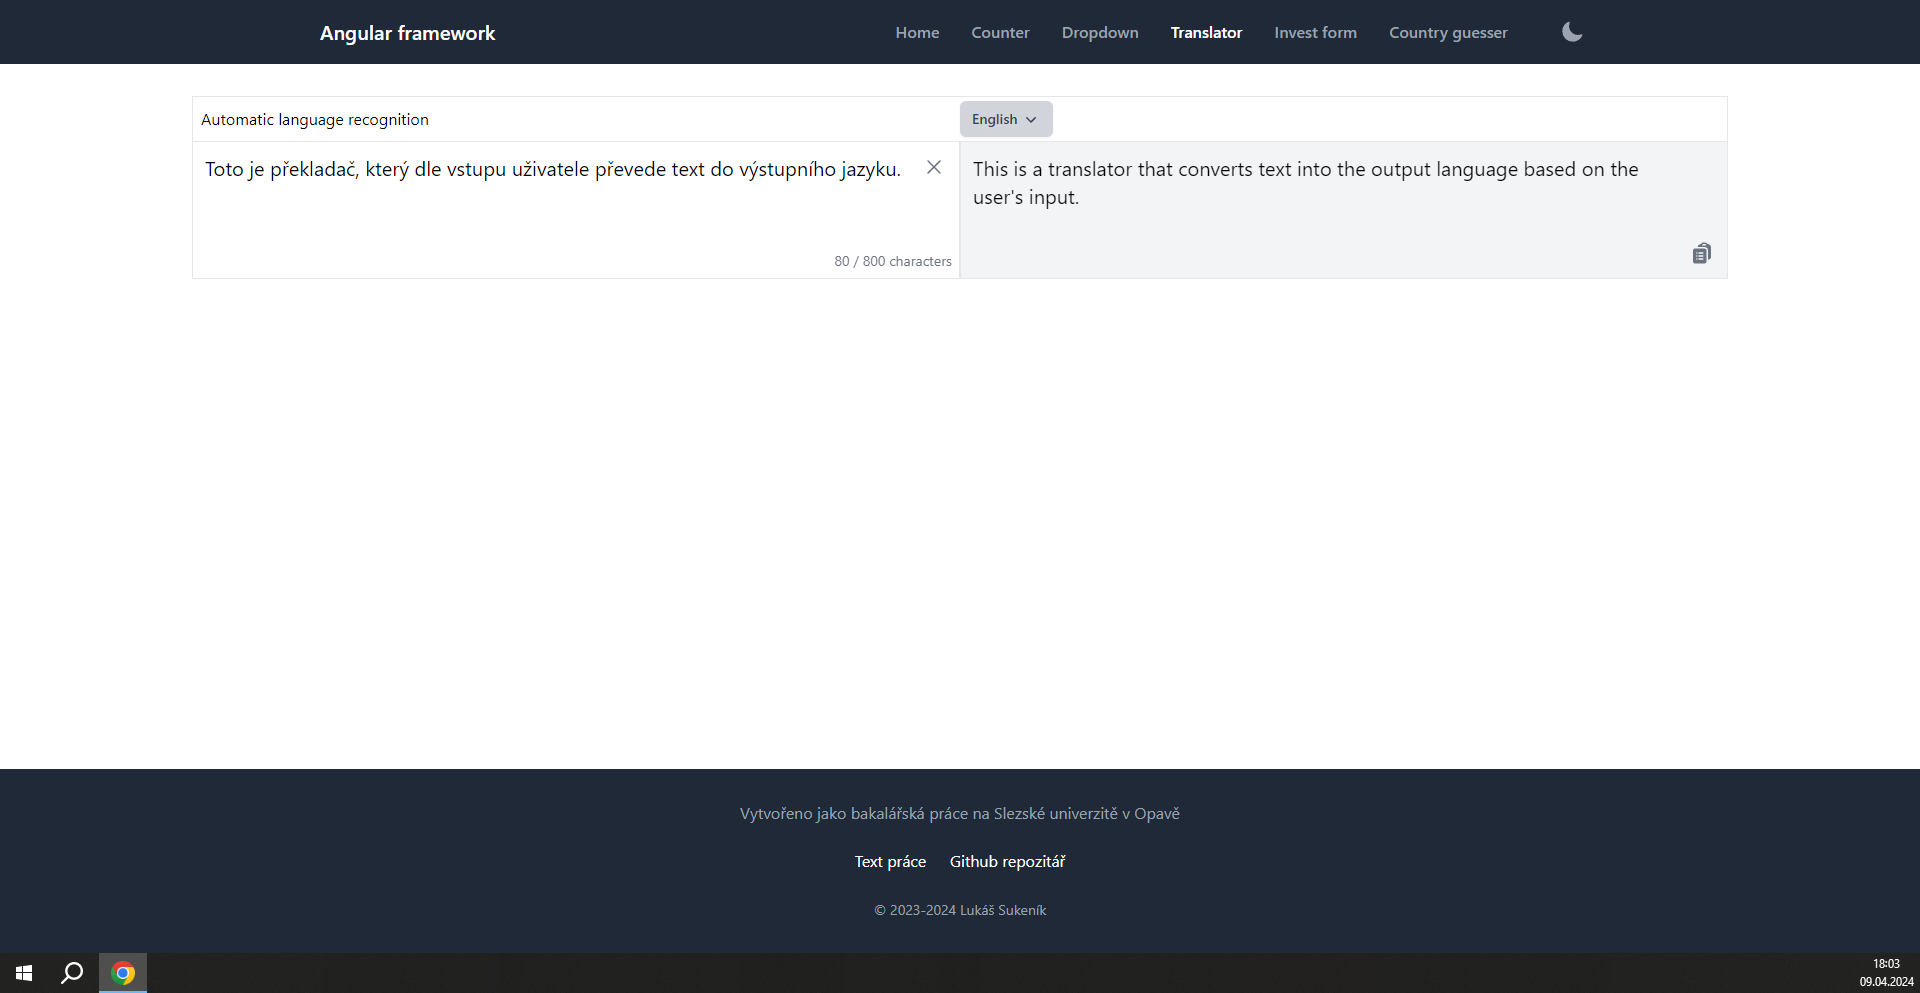 Angular framework
Home Counter Dropdown Translator Invest form Country guesser
Automatic language recognition
English
Toto je překladač, který dle vstupu uživatele převede text do výstupního jazyku.
80 / 800 characters
This is a translator that converts text into the output language based on the
user's input.
Vytvořeno jako bakalářská práce na Slezské univerzitě v Opavě
Text práce Github repozitář
© 2023-2024 Lukáš Sukeník
18:03
09.04.2024